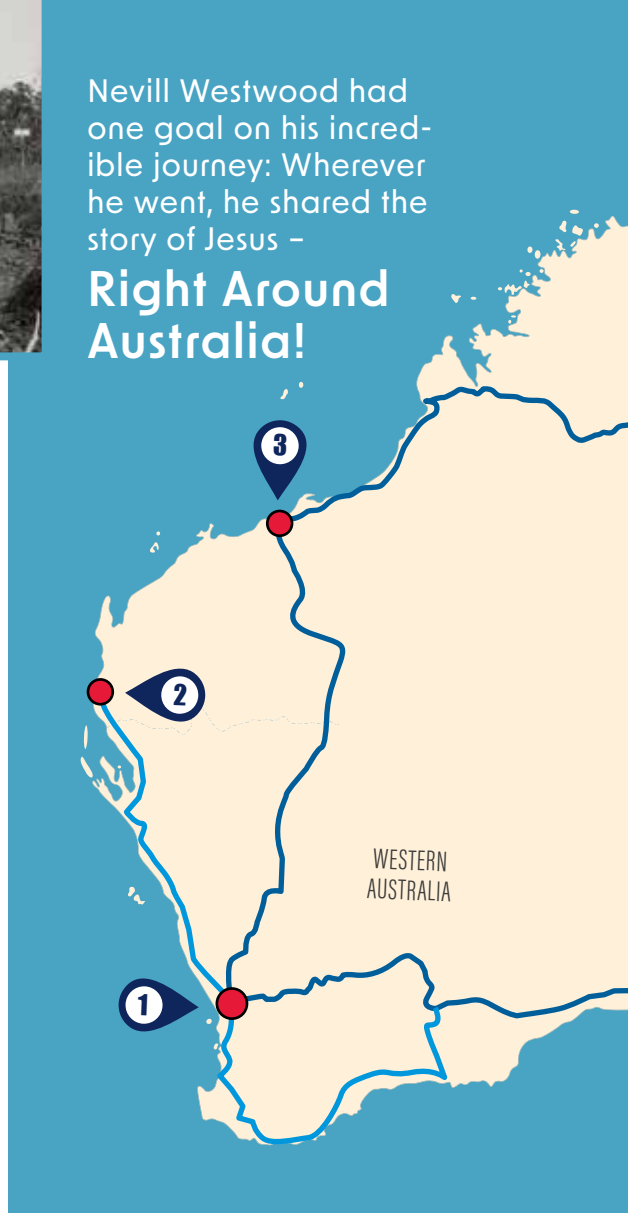 Nevill Westwood had
one goal on his incred-
ible journey: Wherever
he went, he shared the
story of Jesus –
Right Around
Australia!
3
2
WESTERN
AUSTRALIA
1